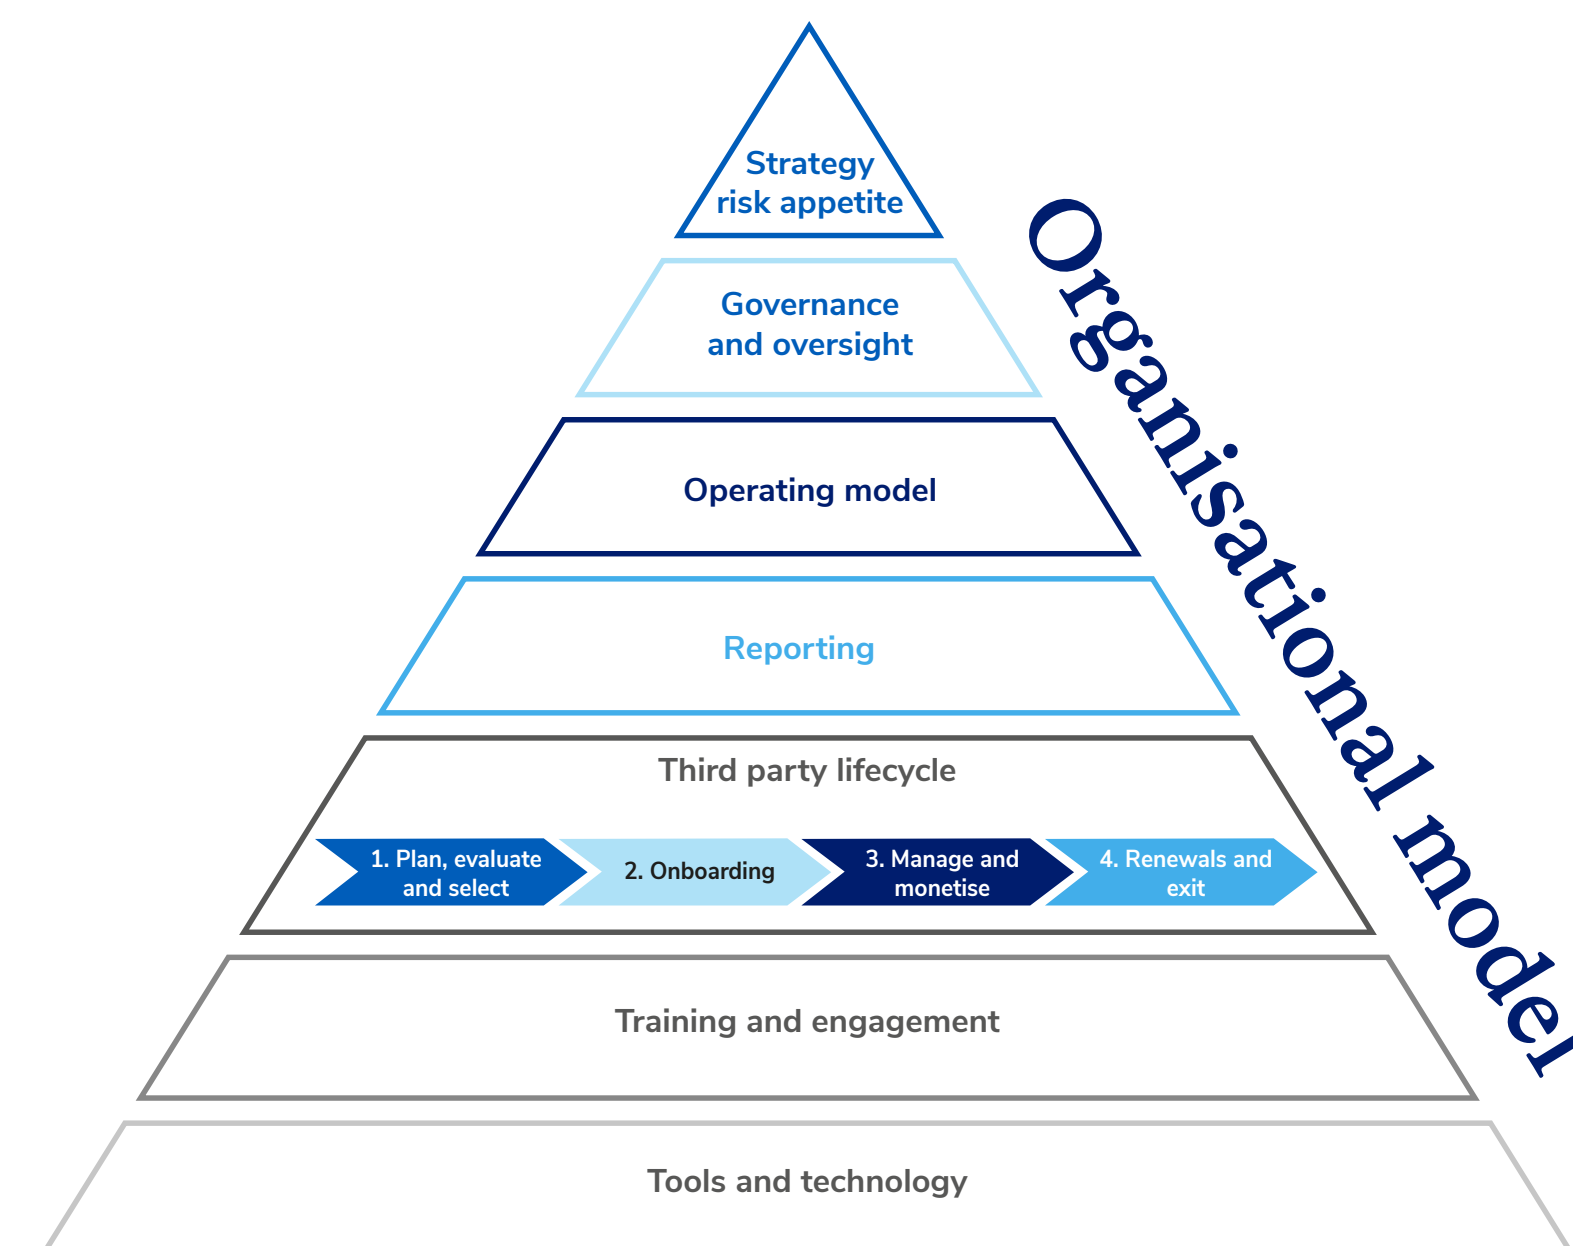 Strategy
risk appetite
Organisational model
Governance
and oversight
Operating model
Reporting
Third party lifecycle
1. Plan, evaluate
and select
2. Onboarding
3. Manage and
monetise
4. Renewals and
exit
Training and engagement
Tools and technology